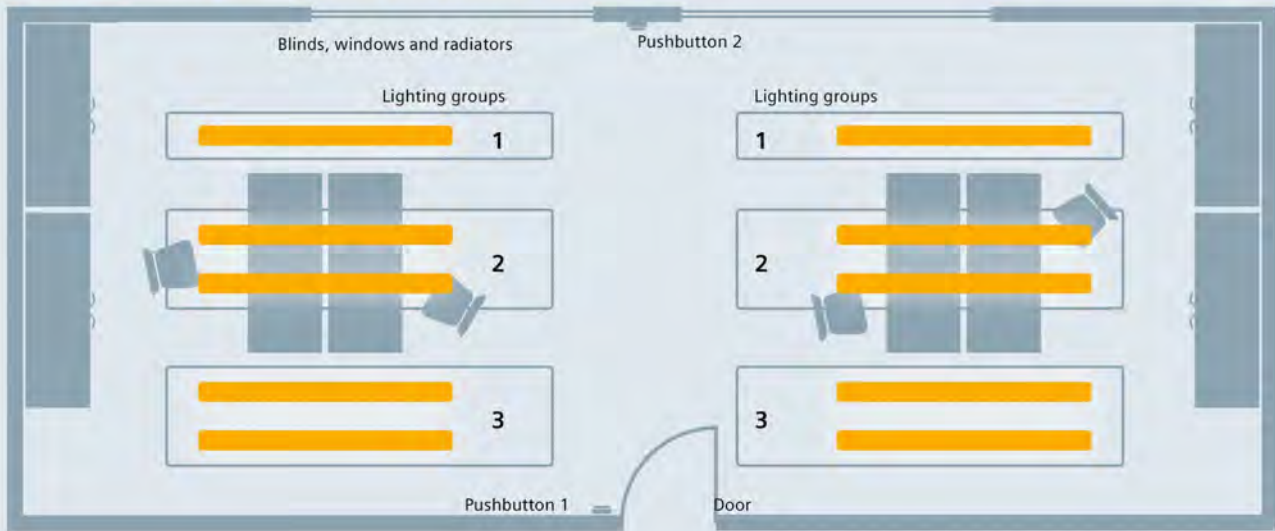 Blinds, windows and radiators
Pushbutton 2
Lighting groups
Lighting groups
1
1
2
2
3
3
Pushbutton 1
Door